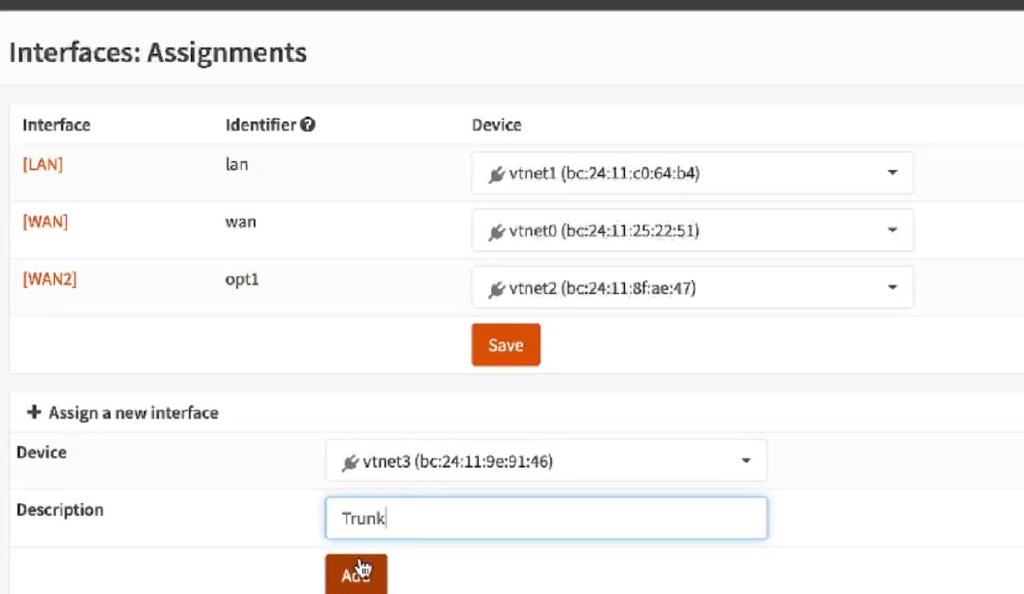 Interfaces: Assignments
Interface Identifier Device
[LAN] lan vtnet1 (bc:24:11:c0:64:b4)
[WAN] wan vtnet0 (bc:24:11:25:22:51)
[WAN2] opt1 vtnet2 (bc:24:11:8f:ae:47)
Save
Assign a new interface
Device vtnet3 (bc:24:11:9e:91:46)
Description Trunk
Add